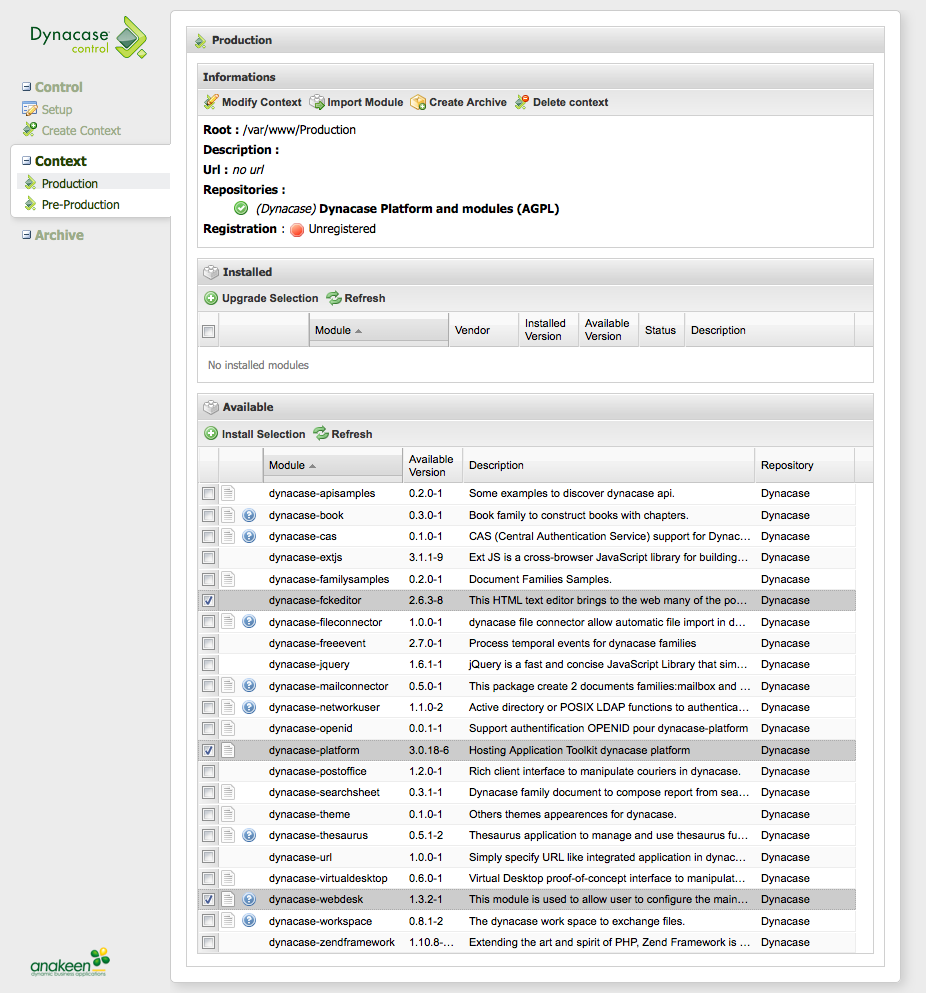 Dynacase
control
Control
Setup
Create Context
Context
Production
Pre-Production
Archive
Production
Informations
Modify Context Import Module Create Archive Delete context
Root : /var/www/Production
Description :
Url : no url
Repositories :
(Dynacase) Dynacase Platform and modules (AGPL)
Registration : Unregistered
Installed
Upgrade Selection Refresh
Module Vendor Installed Version Available Version Status Description
No installed modules
Available
Install Selection Refresh
Module Available Version Description Repository
dynacase-apisamples 0.2.0-1 Some examples to discover dynacase api. Dynacase
dynacase-book 0.3.0-1 Book family to construct books with chapters. Dynacase
dynacase-cas 0.1.0-1 CAS (Central Authentication Service) support for Dynac... Dynacase
dynacase-extjs 3.1.1-9 Ext JS is a cross-browser JavaScript library for building... Dynacase
dynacase-familysamples 0.2.0-1 Document Families Samples. Dynacase
dynacase-fckeditor 2.6.3-8 This HTML text editor brings to the web many of the po... Dynacase
dynacase-fileconnector 1.0.0-1 dynacase file connector allow automatic file import in d... Dynacase
dynacase-freeevent 2.7.0-1 Process temporal events for dynacase families Dynacase
dynacase-jquery 1.6.1-1 jQuery is a fast and concise JavaScript Library that sim... Dynacase
dynacase-mailconnector 0.5.0-1 This package create 2 documents families:mailbox and ... Dynacase
dynacase-networkuser 1.1.0-2 Active directory or POSIX LDAP functions to authentica... Dynacase
dynacase-openid 0.0.1-1 Support authentification OPENID pour dynacase-platform Dynacase
dynacase-platform 3.0.18-6 Hosting Application Toolkit dynacase platform Dynacase
dynacase-postoffice 1.2.0-1 Rich client interface to manipulate couriers in dynacase. Dynacase
dynacase-searchsheet 0.3.1-1 Dynacase family document to compose report from sea... Dynacase
dynacase-theme 0.1.0-1 Others themes appearences for dynacase. Dynacase
dynacase-thesaurus 0.5.1-2 Thesaurus application to manage and use thesaurus fu... Dynacase
dynacase-url 1.0.0-1 Simply specify URL like integrated application in dynac... Dynacase
dynacase-virtualdesktop 0.6.0-1 Virtual Desktop proof-of-concept interface to manipulat... Dynacase
dynacase-webdesk 1.3.2-1 This module is used to allow user to configure the main... Dynacase
dynacase-workspace 0.8.1-2 The dynacase work space to exchange files. Dynacase
dynacase-zendframework 1.10.8-... Extending the art and spirit of PHP, Zend Framework is ... Dynacase
anakeen
dynamic business applications